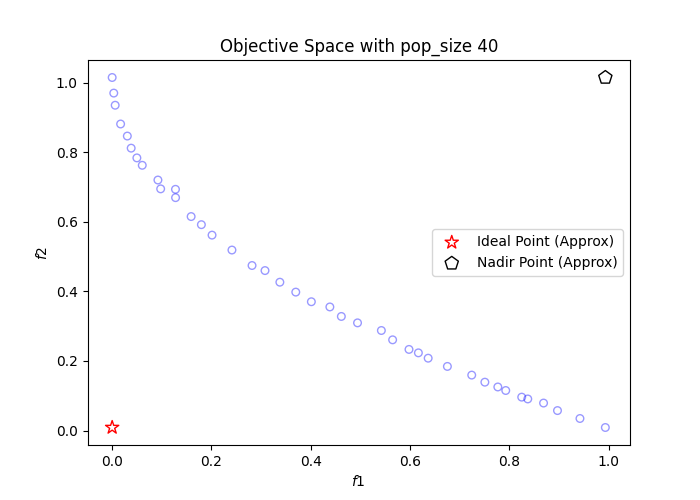 Objective Space with pop_size 40
1.0
0.8
0.6
0.4
0.2
0.0
f2
Ideal Point (Approx)
Nadir Point (Approx)
0.0 0.2 0.4 0.6 0.8 1.0
f1